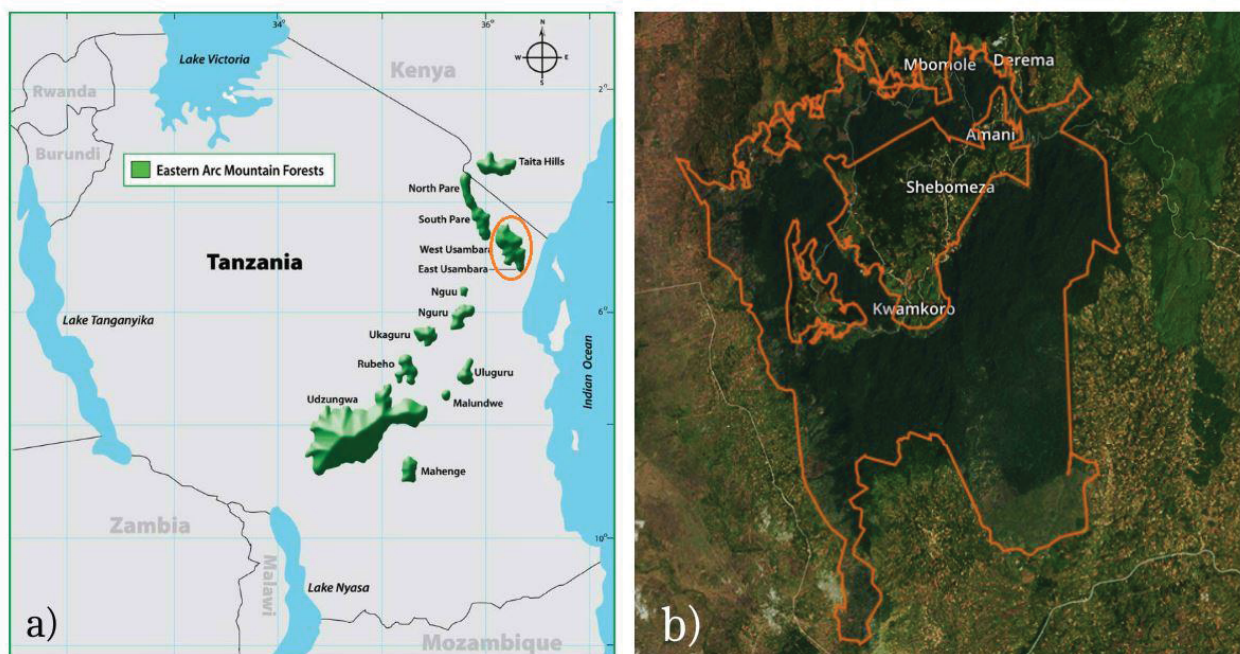 34°
36°
N
W
E
S
Lake Victoria
Kenya
2°
Rwanda
Burundi
Eastern Arc Mountain Forests
Taita Hills
North Pare
South Pare
Tanzania
West Usambara
East Usambara
Nguu
6°
Nguru
Lake Tanganyika
Ukaguru
Rubeho
Uluguru
Indian Ocean
Udzungwa
Malundwe
Mahenge
Zambia
10°
Malawi
Lake Nyasa
Mozambique
a)
Mbomole
Derema
Amani
Shebomeza
Kwamkoro
b)